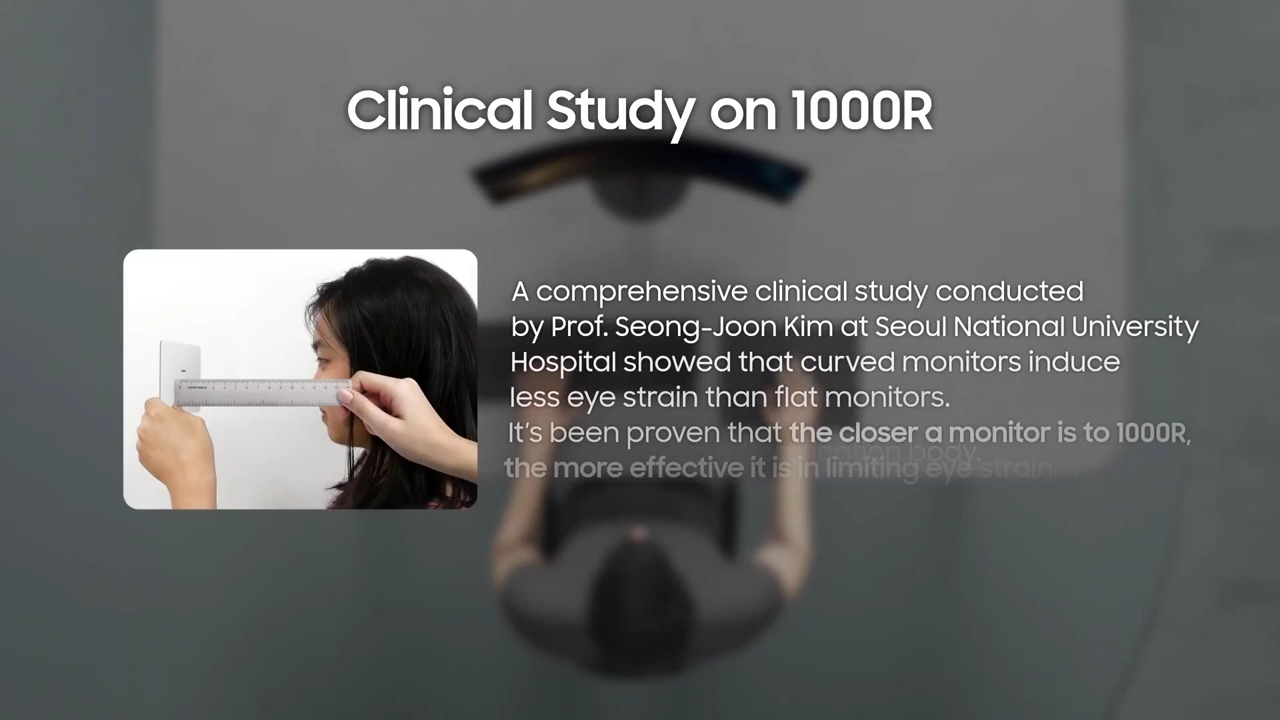 Clinical Study on 1000R
A comprehensive clinical study conducted
by Prof. Seong-Joon Kim at Seoul National University
Hospital showed that curved monitors induce
less eye strain than flat monitors.
It's been proven that the closer a monitor is to 1000R,
the more effective it is in limiting eye strain
body.